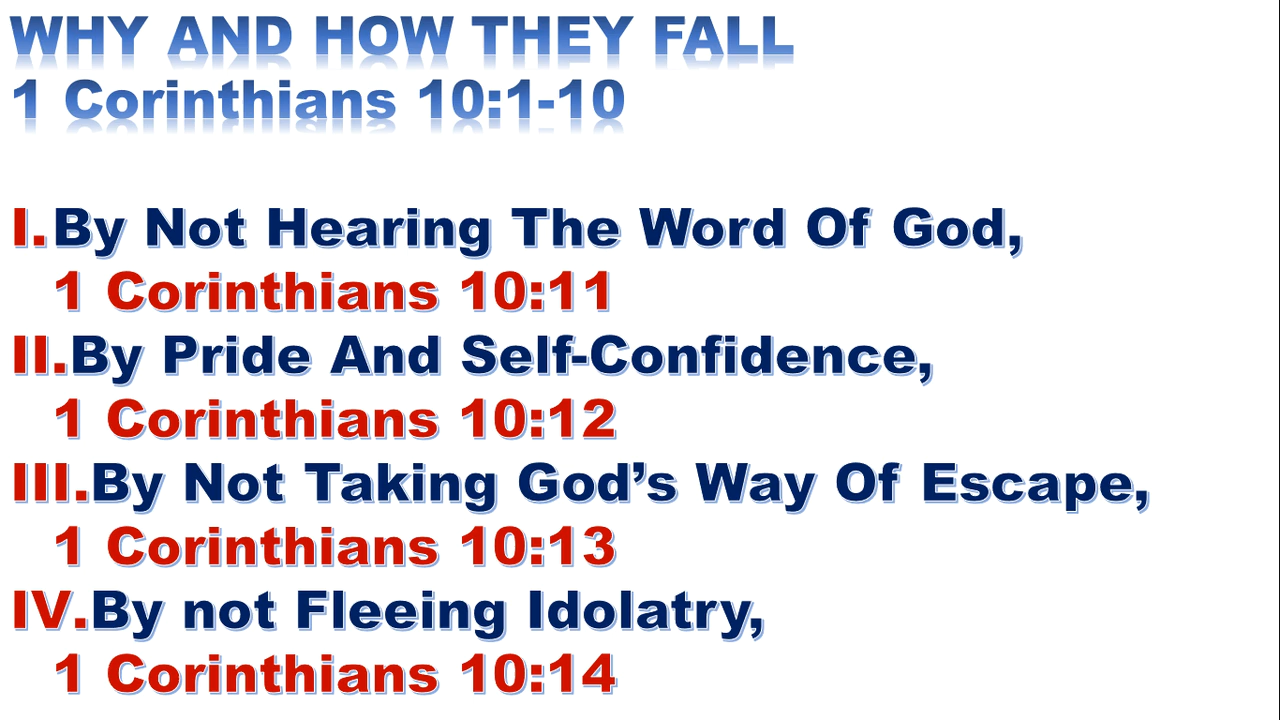 WHY AND HOW THEY FALL
1 Corinthians 10:1-10
I. By Not Hearing The Word Of God,
1 Corinthians 10:11
II. By Pride And Self-Confidence,
1 Corinthians 10:12
III. By Not Taking God’s Way Of Escape,
1 Corinthians 10:13
IV. By not Fleeing Idolatry,
1 Corinthians 10:14